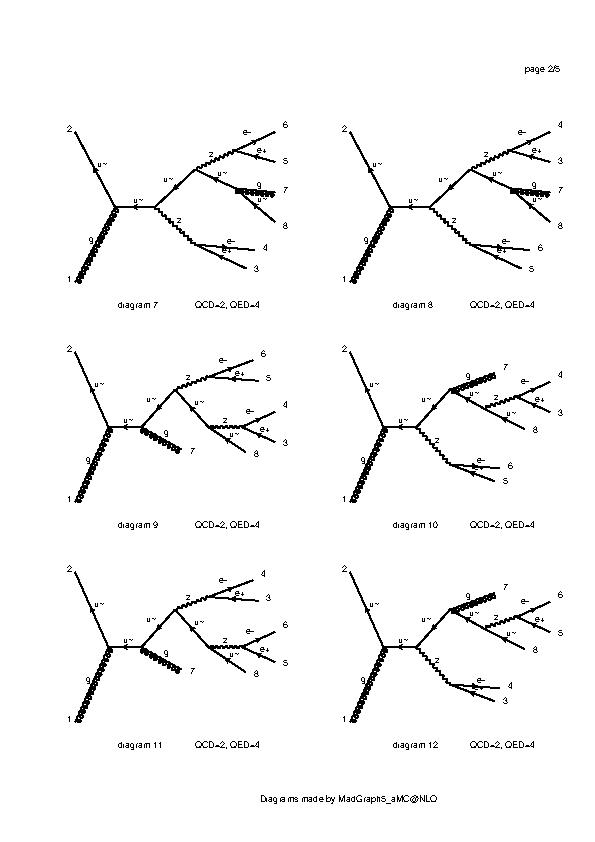 page 2/5
2 u~ g 1 u~ u~ z e- 6 e+ 5 u~ g 7 u~ 8 z e- 4 e+ 3
diagram 7 QCD=2, QED=4
2 u~ g 1 u~ u~ z e- 4 e+ 3 u~ g 7 u~ 8 z e- 6 e+ 5
diagram 8 QCD=2, QED=4
2 u~ g 1 u~ u~ z e- 6 e+ 5 u~ z e- 4 e+ 3 u~ 8 g 7
diagram 9 QCD=2, QED=4
2 u~ g 1 u~ u~ g 7 u~ z e- 4 e+ 3 u~ 8 z e- 6 e+ 5
diagram 10 QCD=2, QED=4
2 u~ g 1 u~ u~ z e- 4 e+ 3 u~ z e- 6 e+ 5 u~ 8 g 7
diagram 11 QCD=2, QED=4
2 u~ g 1 u~ u~ g 7 u~ z e- 6 e+ 5 u~ 8 z e- 4 e+ 3
diagram 12 QCD=2, QED=4
Diagrams made by MadGraph5_aMC@NLO